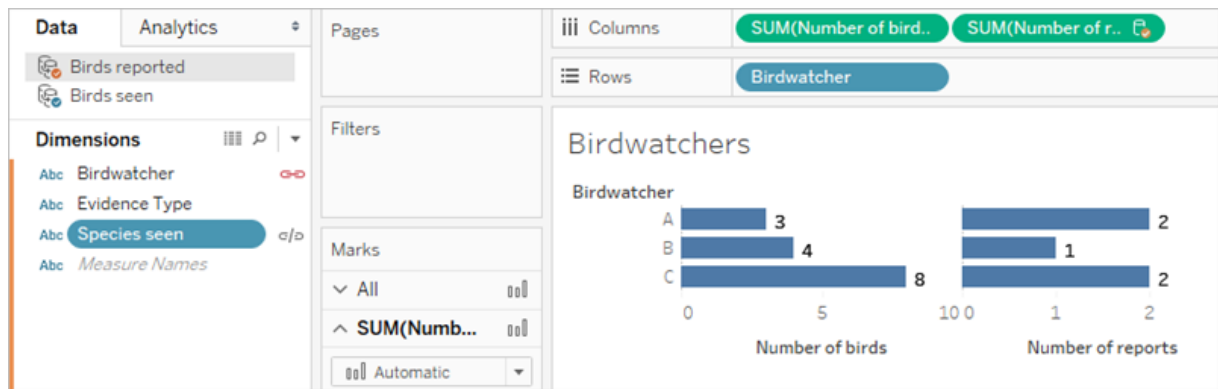 Data
Analytics
Birds reported
Birds seen
Dimensions
Abc Birdwatcher
Abc Evidence Type
Abc Species seen
Abc Measure Names
Pages
Filters
Marks
All
SUM(Numb...
Automatic
Columns
SUM(Number of bird..
SUM(Number of r..
Rows
Birdwatcher
Birdwatchers
Birdwatcher
A 3 2
B 4 1
C 8 2
0 5 10 0 1 2
Number of birds Number of reports